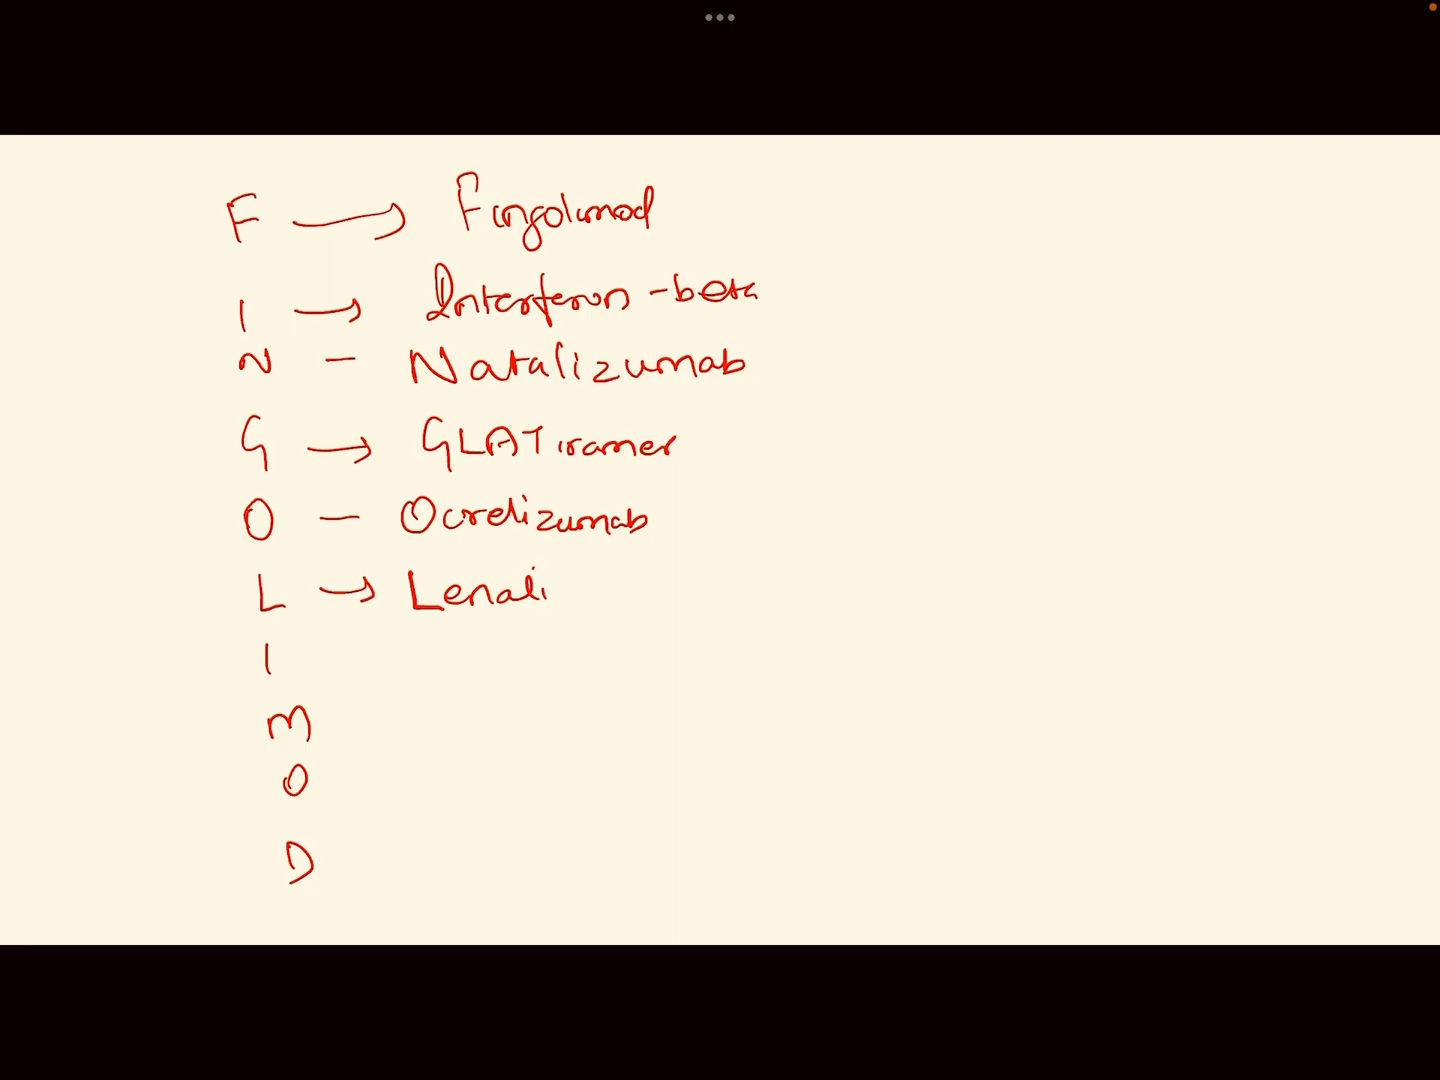 F → Fingolimod
I → Interferon-beta
N - Natalizumab
G → GLATiramer
O - Ocrelizumab
L → Lenali
I
M
O
D